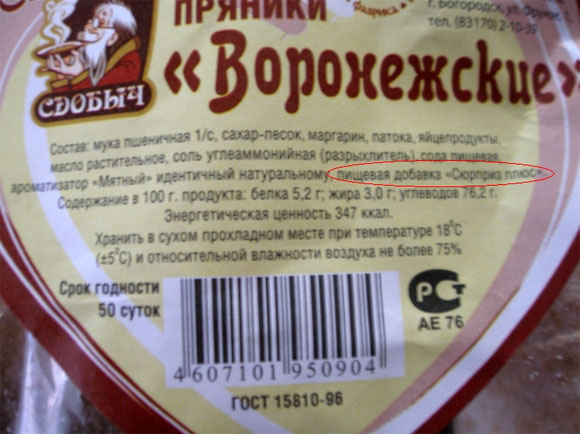 ПРЯНИКИ
г. Богородск, ул. Фрунзе, 1
тел. (83170) 2-10-39
СДОБЫЧ
«Воронежские»
Состав: мука пшеничная 1/с, сахар-песок, маргарин, патока, яйцепродукты,
масло растительное, соль углеаммонийная (разрыхлитель), сода пищевая,
ароматизатор «Мятный» идентичный натуральному, пищевая добавка «Сюрприз плюс».
Содержание в 100 г. продукта: белка 5,2 г; жира 3,0 г; углеводов 76,2 г.
Энергетическая ценность 347 ккал.
Хранить в сухом прохладном месте при температуре 18°С
(±5°С) и относительной влажности воздуха не более 75%
Срок годности
50 суток
РСТ
АЕ 76
4 607101 950904
ГОСТ 15810-96